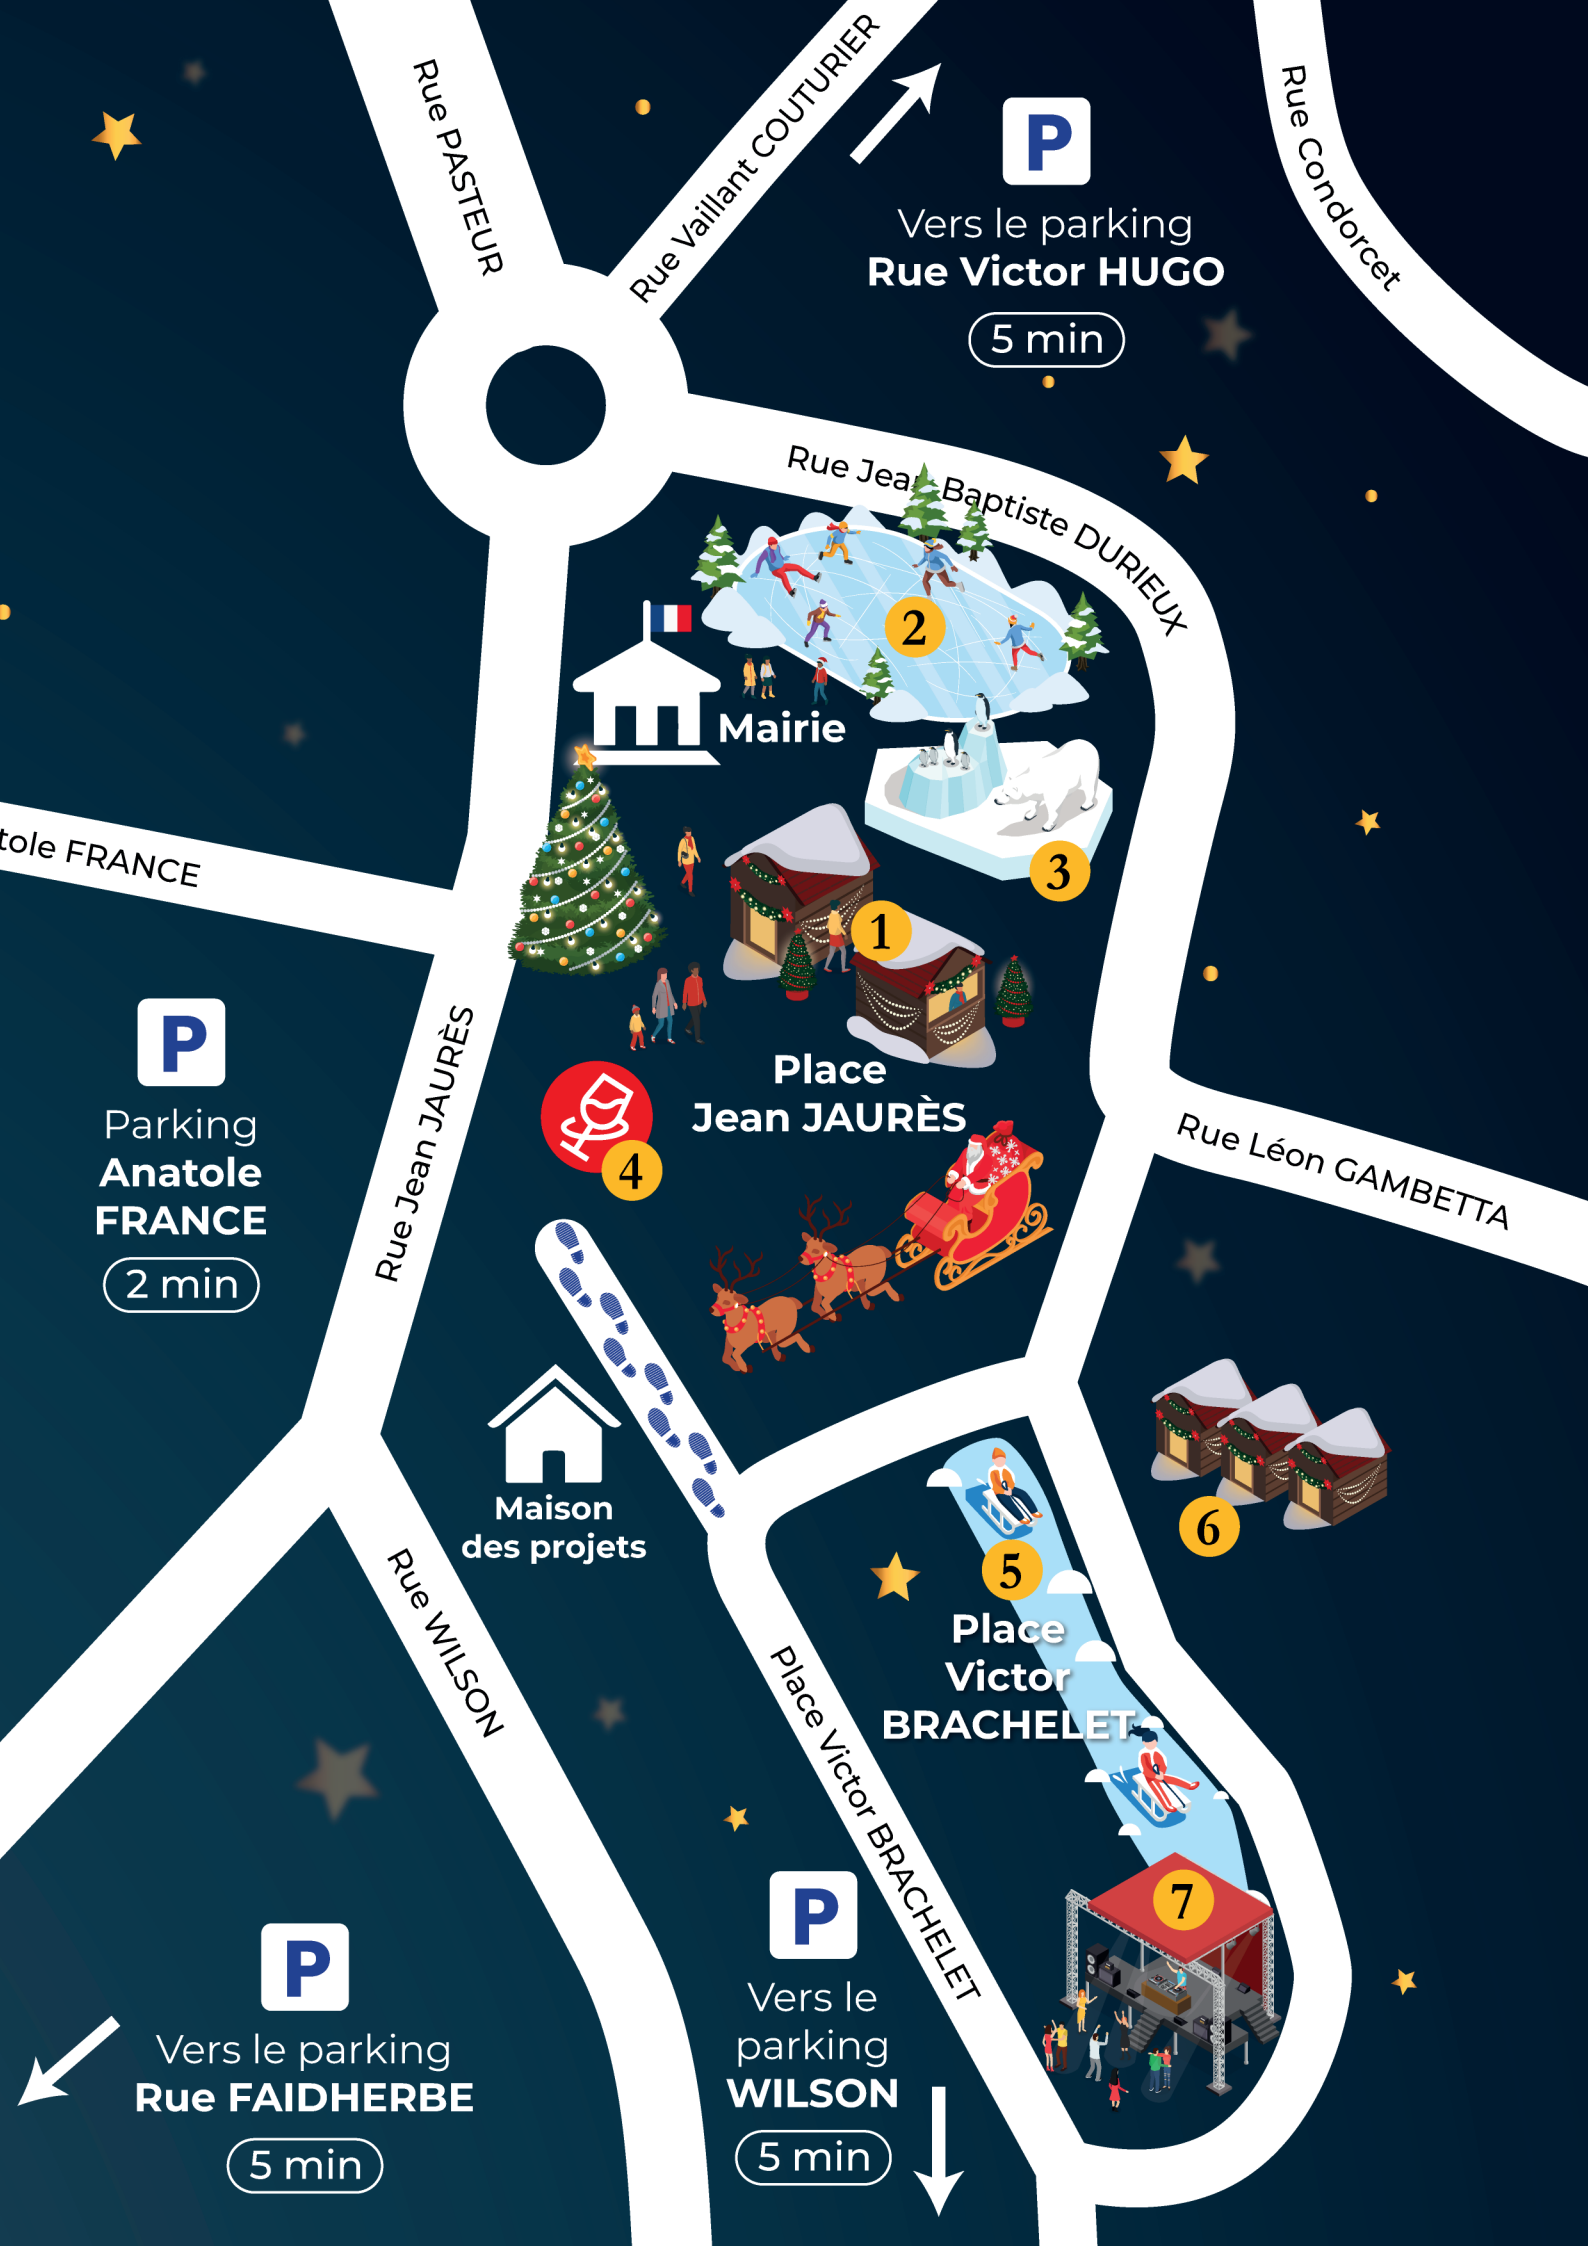 Rue PASTEUR
Rue Vaillant COUTURIER
P
Vers le parking
Rue Victor HUGO
5 min
Rue Condorcet
Rue Jean Baptiste DURIEUX
2
Mairie
3
1
tole FRANCE
P
Parking
Anatole
FRANCE
2 min
Rue Jean JAURÈS
Place
Jean JAURÈS
4
Rue Léon GAMBETTA
Maison
des projets
6
5
Place
Victor
BRACHELET
Rue WILSON
Place Victor BRACHELET
7
P
Vers le parking
Rue FAIDHERBE
5 min
P
Vers le
parking
WILSON
5 min